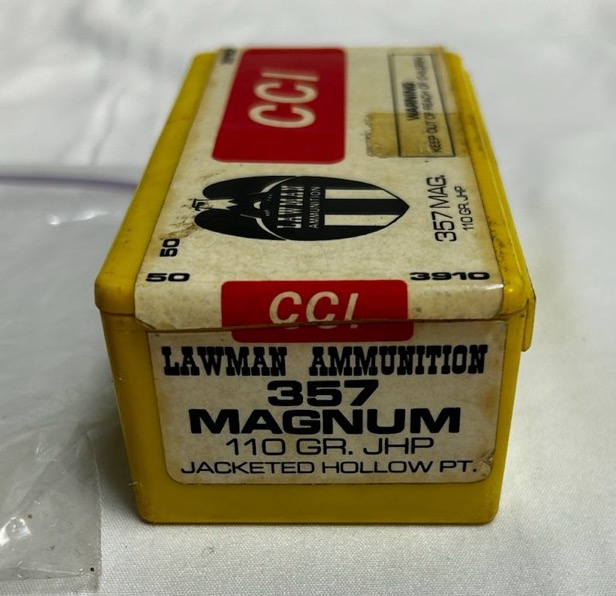 CCI
WARNING
KEEP OUT OF REACH OF CHILDREN
LAWMAN
AMMUNITION
357 MAG.
110 GR. JHP
50
50
3910
CCI
LAWMAN AMMUNITION
357
MAGNUM
110 GR. JHP
JACKETED HOLLOW PT.